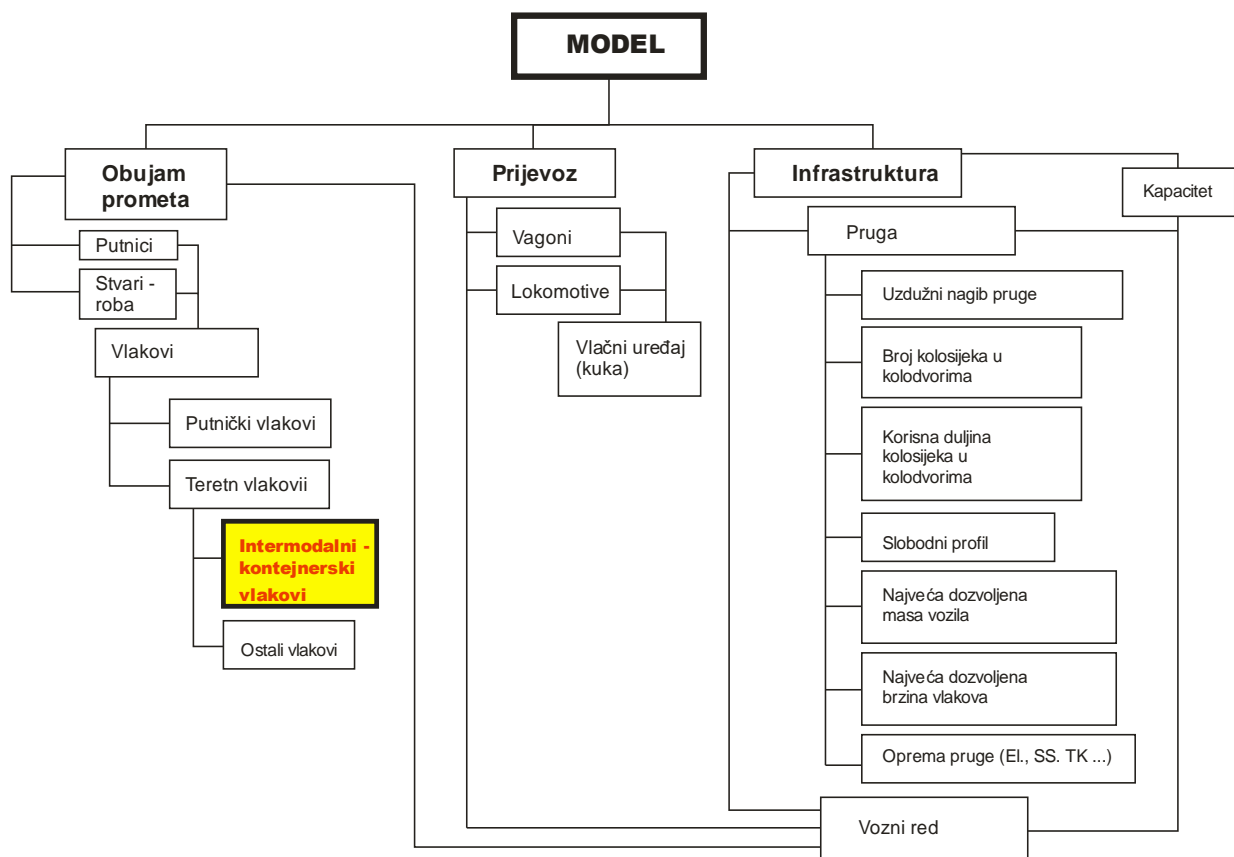 MODEL
Obujam
prometa
Prijevoz
Infrastruktura
Kapacitet
Putnici
Stvari -
roba
Vlakovi
Putnički vlakovi
Teretn vlakovii
Intermodalni -
kontejnerski
vlakovi
Ostali vlakovi
Vagoni
Lokomotive
Vlačni uređaj
(kuka)
Pruga
Uzdužni nagib pruge
Broj kolosijeka u
kolodvorima
Korisna duljina
kolosijeka u
kolodvorima
Slobodni profil
Najveća dozvoljena
masa vozila
Najveća dozvoljena
brzina vlakova
Oprema pruge (El., SS. TK ...)
Vozni red